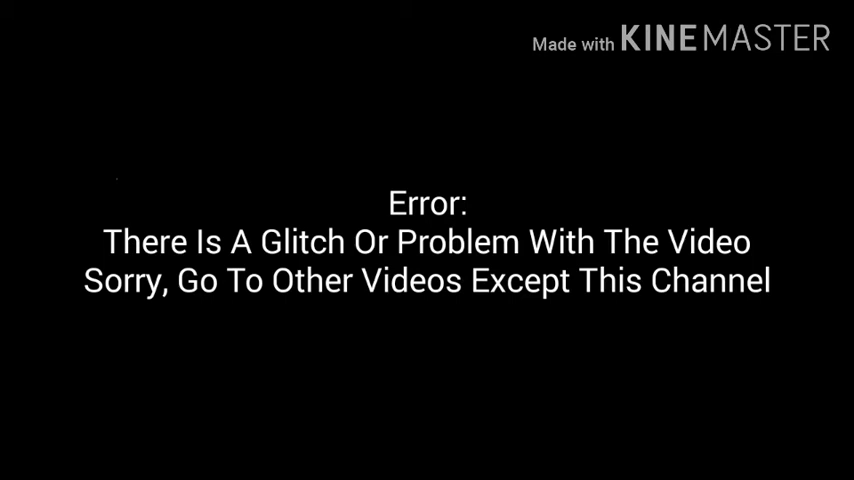 Made with KINEMASTER
Error:
There Is A Glitch Or Problem With The Video
Sorry, Go To Other Videos Except This Channel